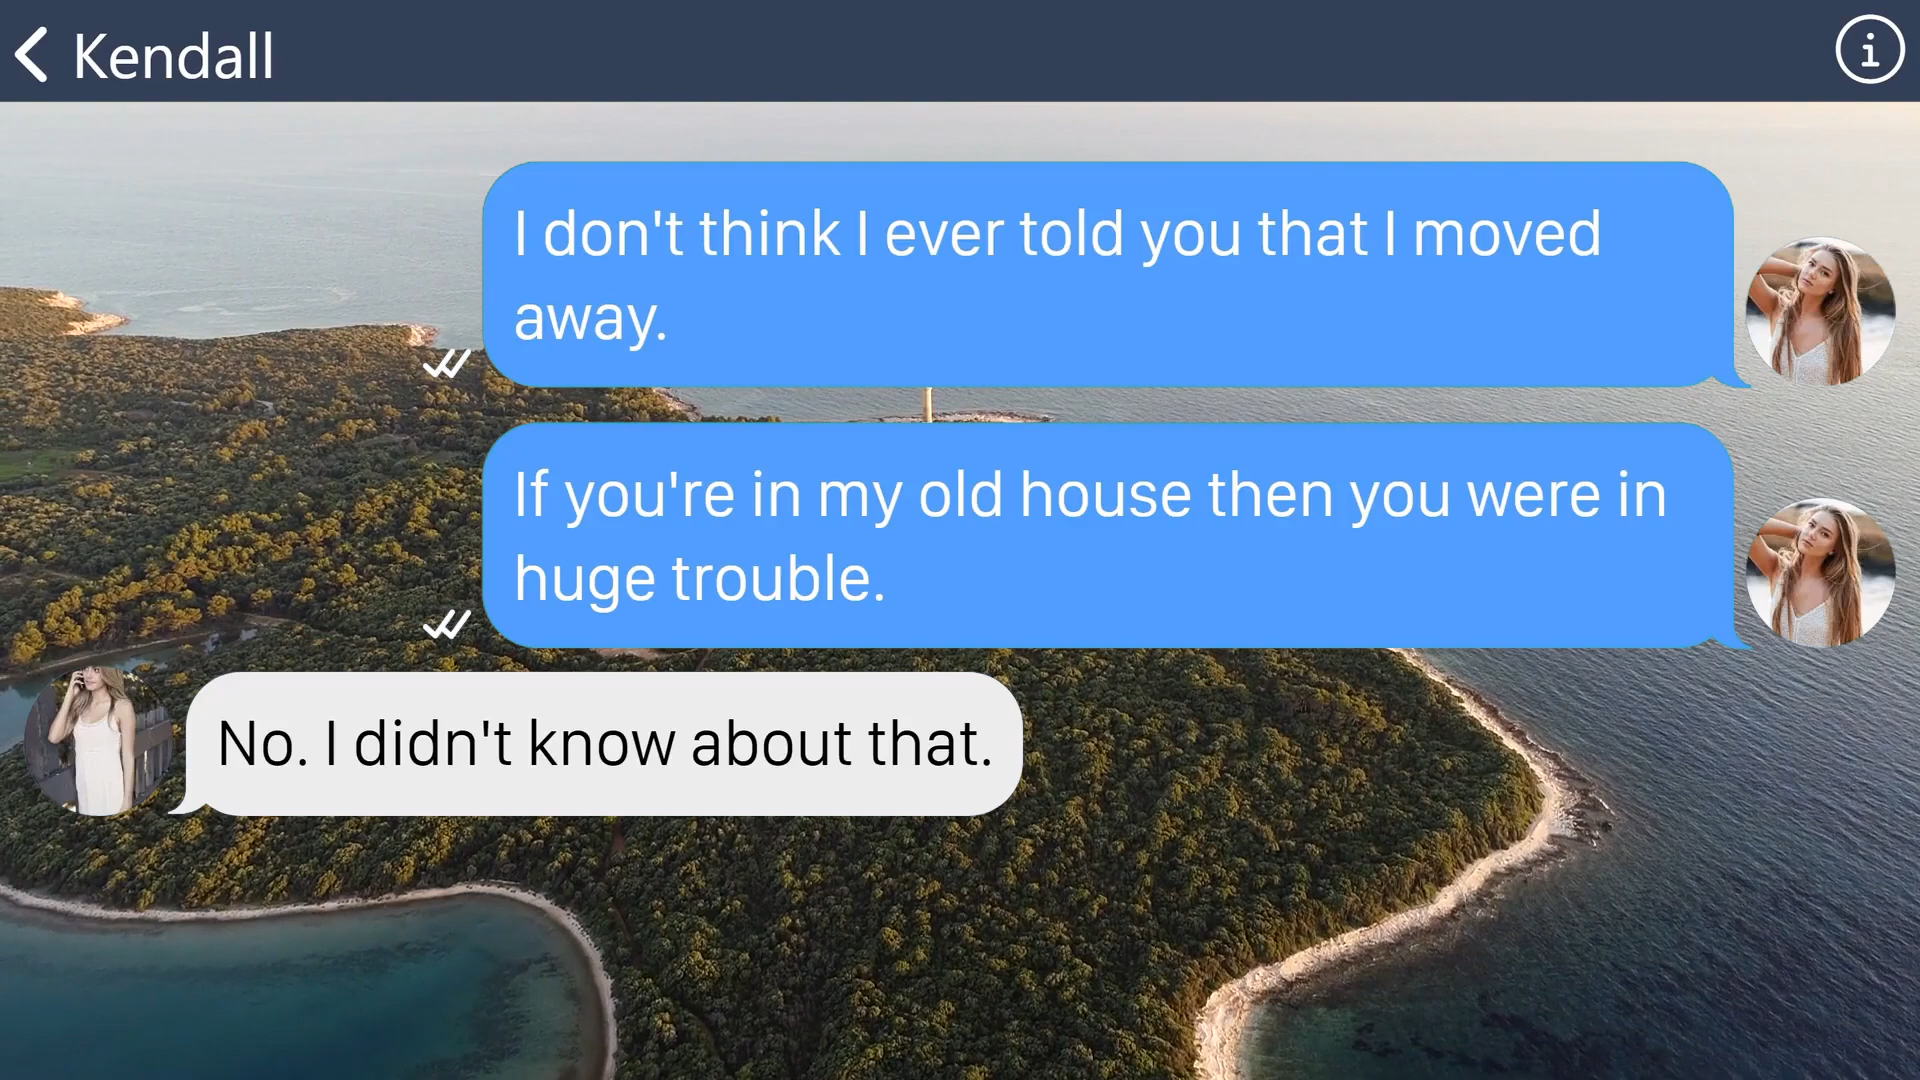 Kendall
I don't think I ever told you that I moved
away.
If you're in my old house then you were in
huge trouble.
No. I didn't know about that.